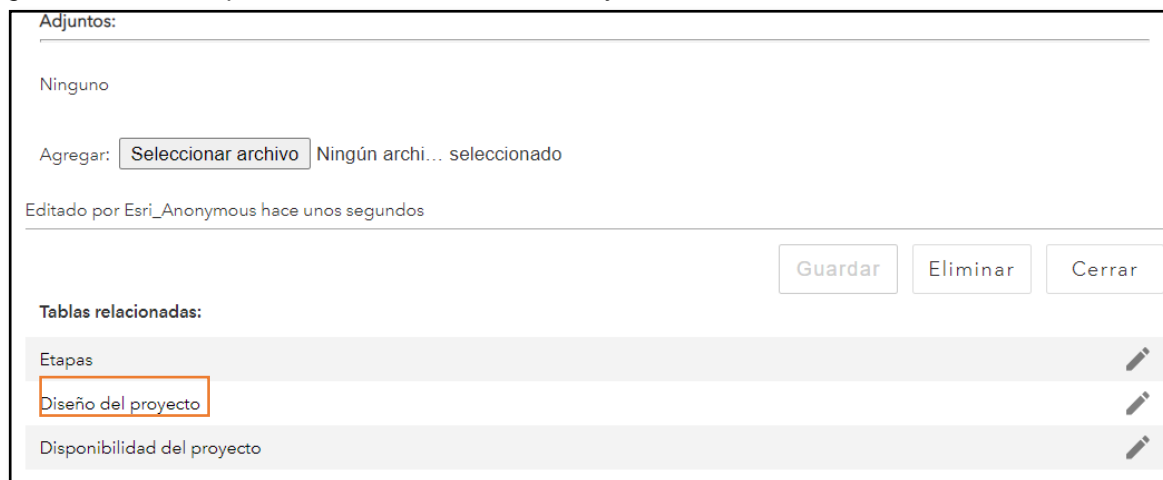 Adjuntos:
Ninguno
Agregar: Seleccionar archivo Ningún archi... seleccionado
Editado por Esri_Anonymous hace unos segundos
Guardar Eliminar Cerrar
Tablas relacionadas:
Etapas
Diseño del proyecto
Disponibilidad del proyecto